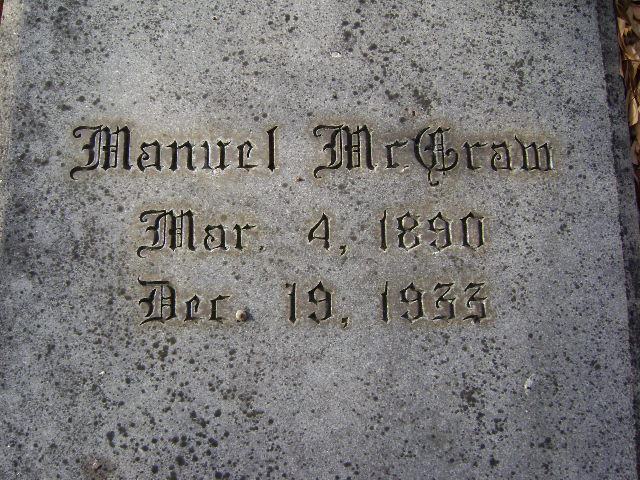 Manuel McGraw
Mar. 4, 1890
Dec. 19, 1933